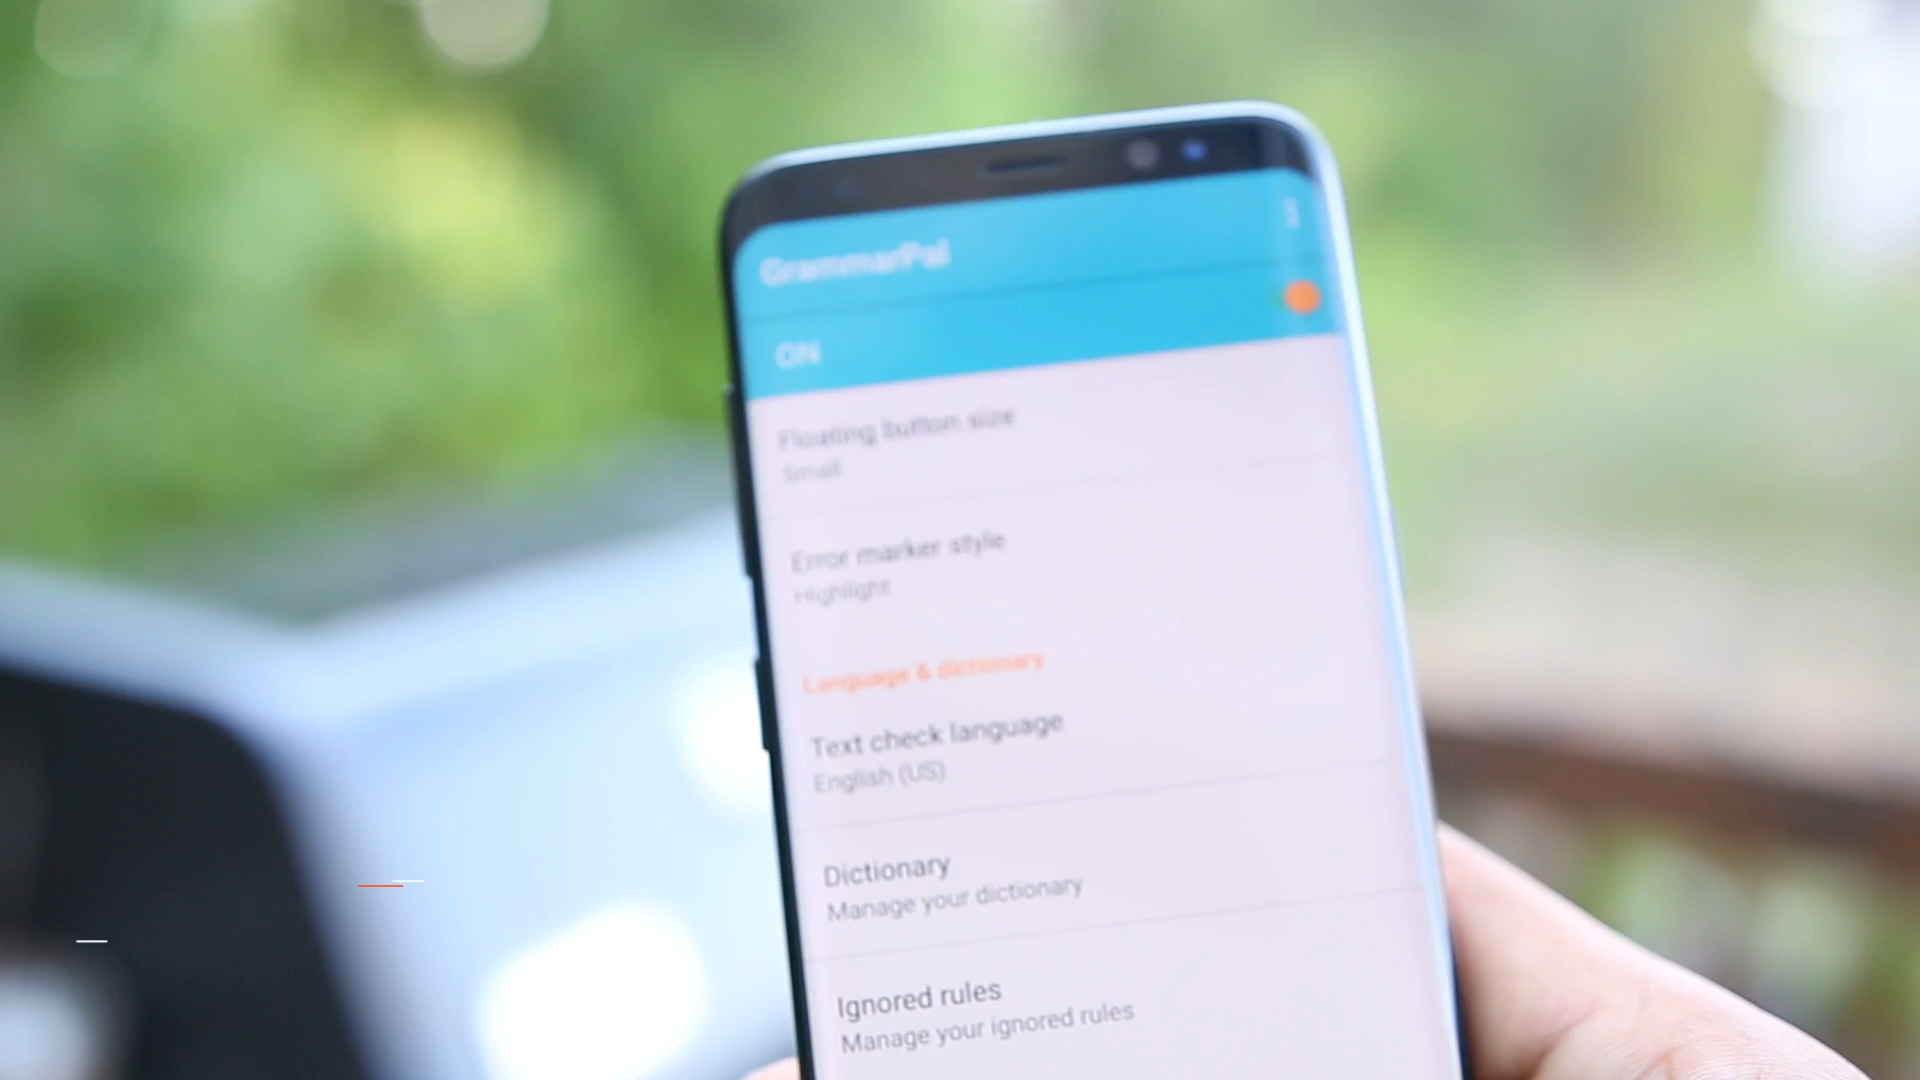 GrammarPal
ON
Floating button size
Small
Error marker style
Highlight
Language & dictionary
Text check language
English (US)
Dictionary
Manage your dictionary
Ignored rules
Manage your ignored rules